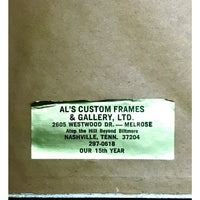 AL'S CUSTOM FRAMES
& GALLERY, LTD.
2605 WESTWOOD DR. — MELROSE
Atop the Hill Beyond Biltmore
NASHVILLE, TENN. 37204
297-0618
OUR 15th YEAR